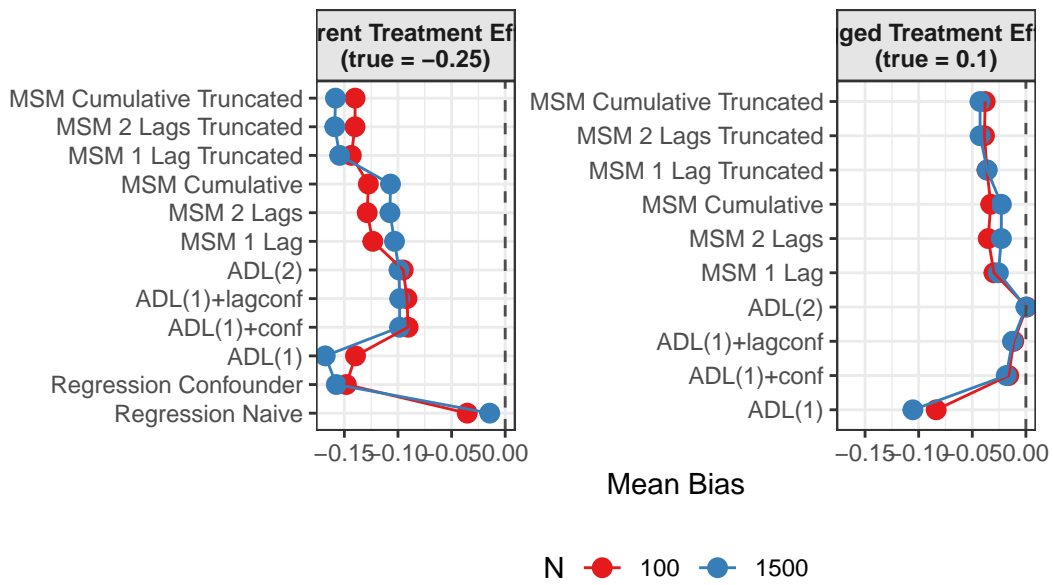 rent Treatment Ef
(true = −0.25)
MSM Cumulative Truncated
MSM 2 Lags Truncated
MSM 1 Lag Truncated
MSM Cumulative
MSM 2 Lags
MSM 1 Lag
ADL(2)
ADL(1)+lagconf
ADL(1)+conf
ADL(1)
Regression Confounder
Regression Naive
−0.15 −0.10 −0.05 0.00
ged Treatment Ef
(true = 0.1)
MSM Cumulative Truncated
MSM 2 Lags Truncated
MSM 1 Lag Truncated
MSM Cumulative
MSM 2 Lags
MSM 1 Lag
ADL(2)
ADL(1)+lagconf
ADL(1)+conf
ADL(1)
−0.15 −0.10 −0.05 0.00
Mean Bias
N 100 1500